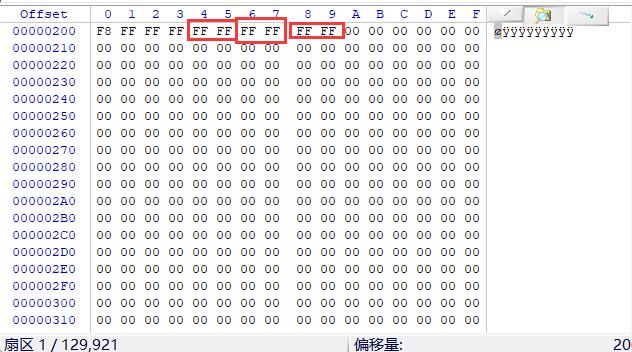 Offset 0 1 2 3 4 5 6 7 8 9 A B C D E F
00000200 F8 FF FF FF FF FF FF FF FF FF 00 00 00 00 00 00 øÿÿÿÿÿÿÿÿÿ
00000210 00 00 00 00 00 00 00 00 00 00 00 00 00 00 00 00
00000220 00 00 00 00 00 00 00 00 00 00 00 00 00 00 00 00
00000230 00 00 00 00 00 00 00 00 00 00 00 00 00 00 00 00
00000240 00 00 00 00 00 00 00 00 00 00 00 00 00 00 00 00
00000250 00 00 00 00 00 00 00 00 00 00 00 00 00 00 00 00
00000260 00 00 00 00 00 00 00 00 00 00 00 00 00 00 00 00
00000270 00 00 00 00 00 00 00 00 00 00 00 00 00 00 00 00
00000280 00 00 00 00 00 00 00 00 00 00 00 00 00 00 00 00
00000290 00 00 00 00 00 00 00 00 00 00 00 00 00 00 00 00
000002A0 00 00 00 00 00 00 00 00 00 00 00 00 00 00 00 00
000002B0 00 00 00 00 00 00 00 00 00 00 00 00 00 00 00 00
000002C0 00 00 00 00 00 00 00 00 00 00 00 00 00 00 00 00
000002D0 00 00 00 00 00 00 00 00 00 00 00 00 00 00 00 00
000002E0 00 00 00 00 00 00 00 00 00 00 00 00 00 00 00 00
000002F0 00 00 00 00 00 00 00 00 00 00 00 00 00 00 00 00
00000300 00 00 00 00 00 00 00 00 00 00 00 00 00 00 00 00
00000310 00 00 00 00 00 00 00 00 00 00 00 00 00 00 00 00
扇区 1 / 129,921 偏移量: 20